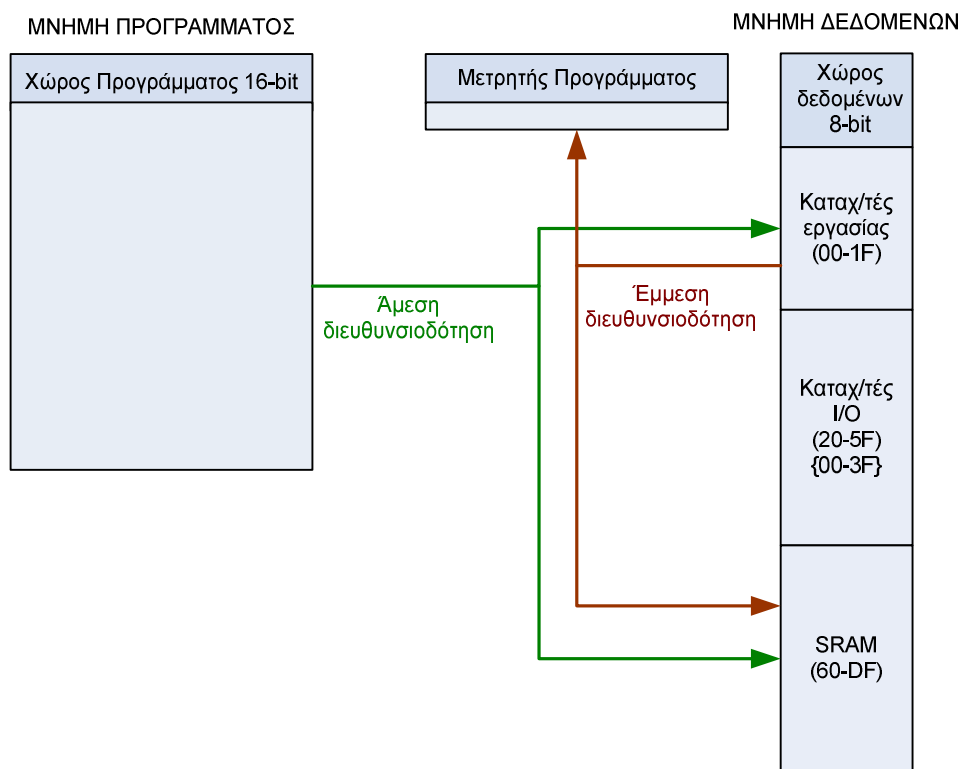 ΜΝΗΜΗ ΠΡΟΓΡΑΜΜΑΤΟΣ
ΜΝΗΜΗ ΔΕΔΟΜΕΝΩΝ
Χώρος Προγράμματος 16-bit
Μετρητής Προγράμματος
Χώρος
δεδομένων
8-bit
Καταχ/τές
εργασίας
(00-1F)
Άμεση
διευθυνσιοδότηση
Έμμεση
διευθυνσιοδότηση
Καταχ/τές
I/O
(20-5F)
{00-3F}
SRAM
(60-DF)